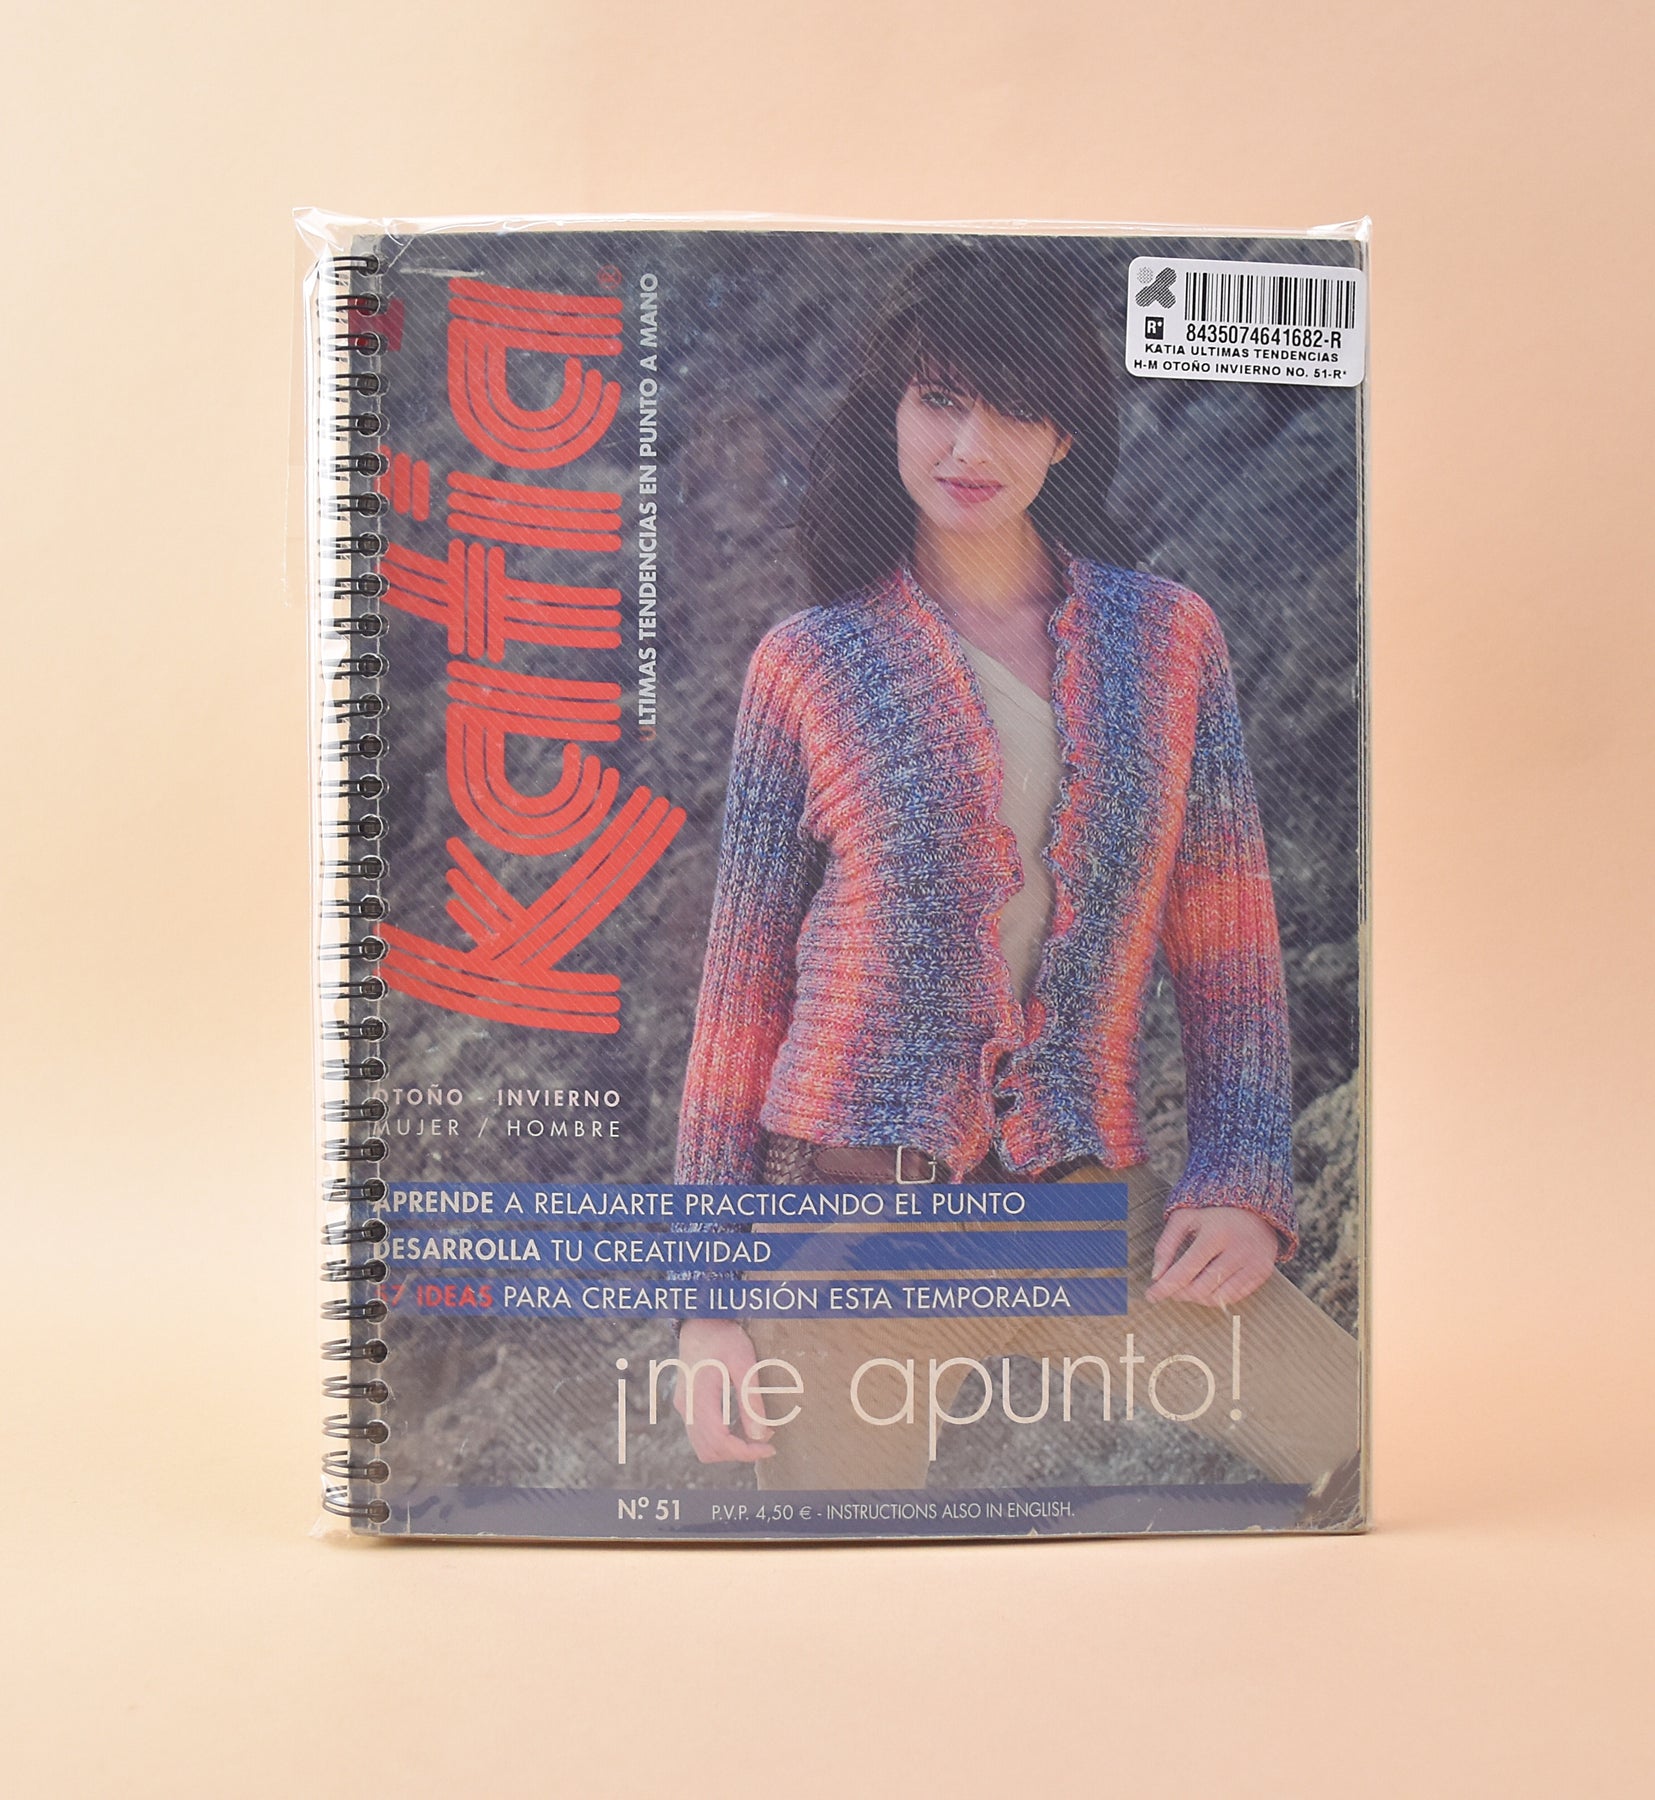 katia®
ULTIMAS TENDENCIAS EN PUNTO A MANO
R*
8435074641682-R
KATIA ULTIMAS TENDENCIAS
H-M OTOÑO INVIERNO NO. 51-R*
OTOÑO - INVIERNO
MUJER / HOMBRE
APRENDE A RELAJARTE PRACTICANDO EL PUNTO
DESARROLLA TU CREATIVIDAD
IDEAS PARA CREARTE ILUSIÓN ESTA TEMPORADA
¡me apunto!
N.º 51 P.V.P. 4,50 € - INSTRUCTIONS ALSO IN ENGLISH.